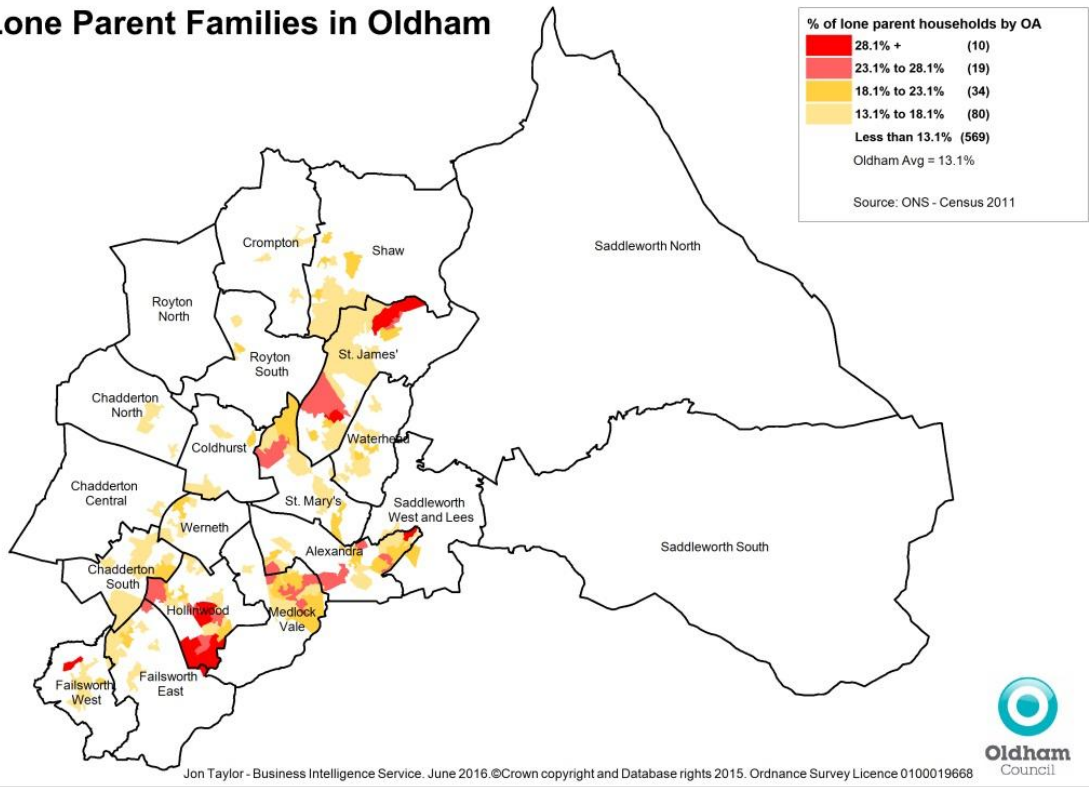 Lone Parent Families in Oldham
% of lone parent households by OA
28.1% + (10)
23.1% to 28.1% (19)
18.1% to 23.1% (34)
13.1% to 18.1% (80)
Less than 13.1% (569)
Oldham Avg = 13.1%
Source: ONS - Census 2011
Crompton
Shaw
Saddleworth North
Royton
North
Royton
South
St. James'
Chadderton
North
Coldhurst
Waterhead
Chadderton
Central
St. Mary's
Saddleworth
West and Lees
Werneth
Alexandra
Saddleworth South
Chadderton
South
Hollinwood
Medlock
Vale
Failsworth
West
Failsworth
East
Oldham
Council
Jon Taylor - Business Intelligence Service. June 2016.©Crown copyright and Database rights 2015. Ordnance Survey Licence 0100019668